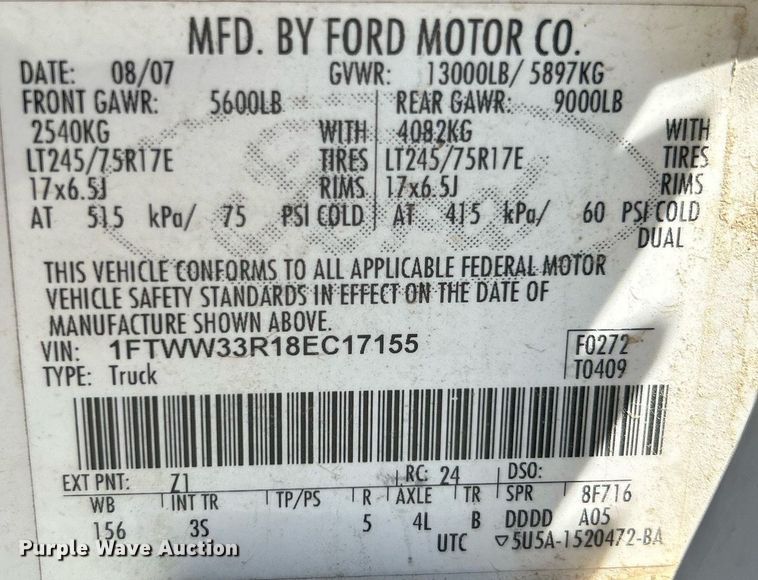 MFD. BY FORD MOTOR CO.
DATE: 08/07 GVWR: 13000LB/ 5897KG
FRONT GAWR: 5600LB REAR GAWR: 9000LB
2540KG WITH 4082KG WITH
LT245/75R17E TIRES LT245/75R17E TIRES
17x6.5J RIMS 17x6.5J RIMS
AT 515 kPa/ 75 PSI COLD AT 415 kPa/ 60 PSI COLD
DUAL
THIS VEHICLE CONFORMS TO ALL APPLICABLE FEDERAL MOTOR
VEHICLE SAFETY STANDARDS IN EFFECT ON THE DATE OF
MANUFACTURE SHOWN ABOVE.
VIN: 1FTWW33R18EC17155 F0272
TYPE: Truck T0409
EXT PNT: Z1 RC: 24 DSO:
WB INT TR TP/PS R AXLE TR SPR 8F716
156 3S 5 4L B DDDD A05
UTC ▽5U5A-1520472-BA
Purple Wave Auction